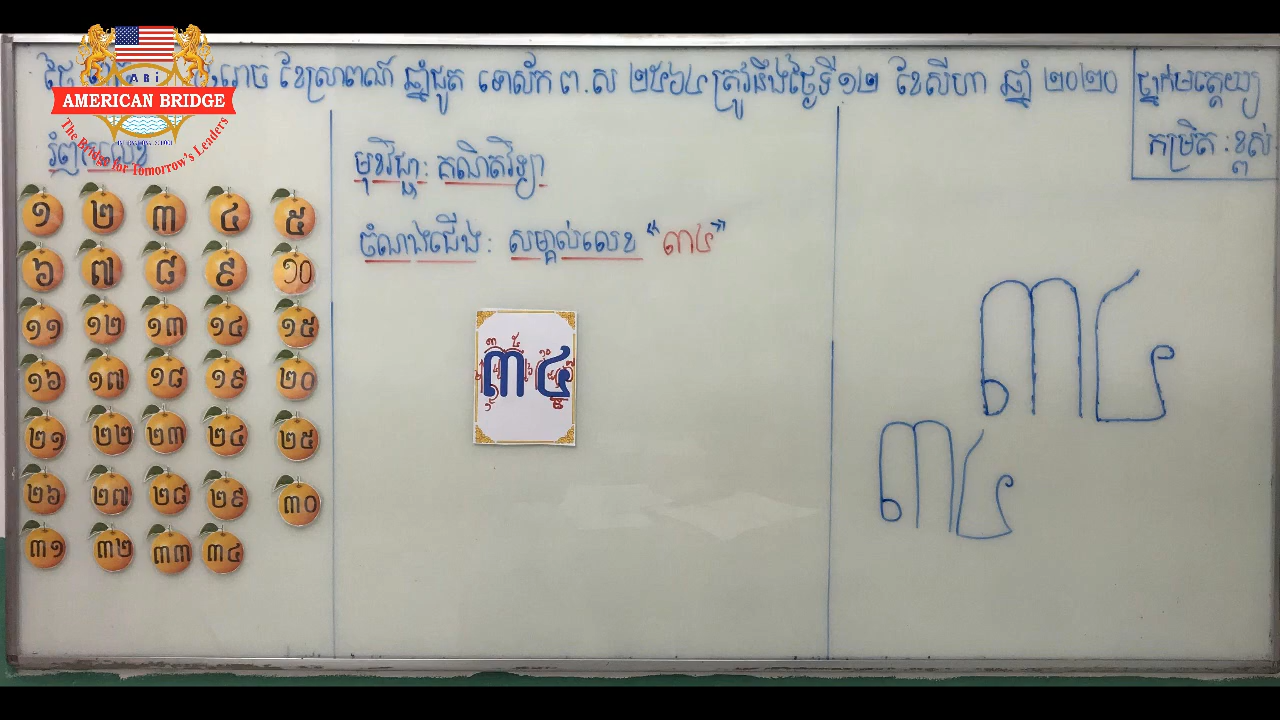 ABi
AMERICAN BRIDGE
The Bridge for Tomorrow's Leaders
រោច ខែស្រាពណ៍ ឆ្នាំជូត ទោស័ក ព.ស ២៥៦៤ ត្រូវនឹងថ្ងៃទី ១២ ខែសីហា ឆ្នាំ ២០២០
ថ្នាក់មត្តេយ្យ
កម្រិត : ខ្ពស់
មុខវិជ្ជា : គណិតវិទ្យា
ចំណងជើង : សម្គាល់លេខ "៣៤"
១ ២ ៣ ៤ ៥
៦ ៧ ៨ ៩ ១០
១១ ១២ ១៣ ១៤ ១៥
១៦ ១៧ ១៨ ១៩ ២០
២១ ២២ ២៣ ២៤ ២៥
២៦ ២៧ ២៨ ២៩ ៣០
៣១ ៣២ ៣៣ ៣៤
៣៤
៣៤
៣៤